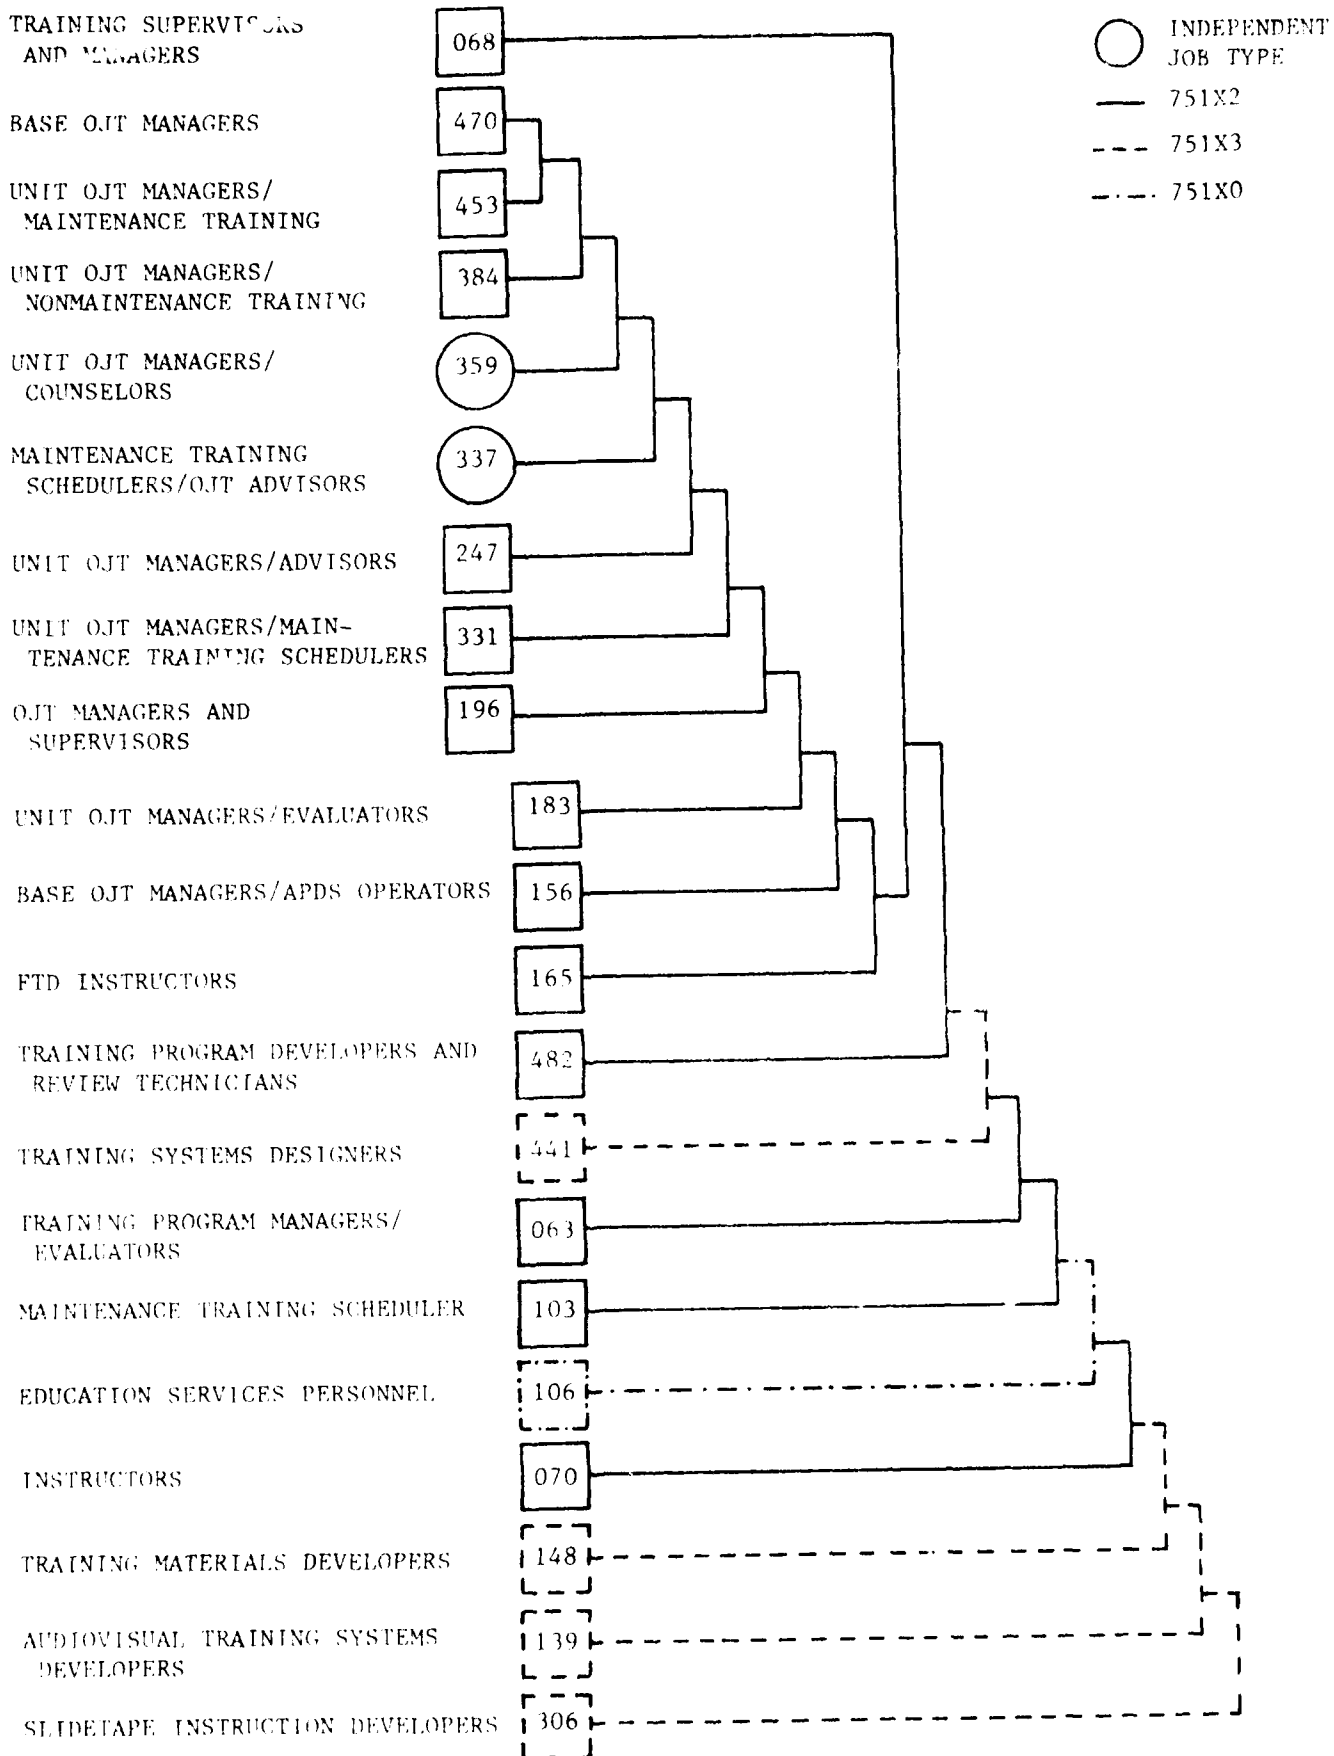 TRAINING SUPERVISORS
AND MANAGERS
068
INDEPENDENT
JOB TYPE
751X2
751X3
751X0
BASE OJT MANAGERS
470
UNIT OJT MANAGERS/
MAINTENANCE TRAINING
453
UNIT OJT MANAGERS/
NONMAINTENANCE TRAINING
384
UNIT OJT MANAGERS/
COUNSELORS
359
MAINTENANCE TRAINING
SCHEDULERS/OJT ADVISORS
337
UNIT OJT MANAGERS/ADVISORS
247
UNIT OJT MANAGERS/MAIN-
TENANCE TRAINING SCHEDULERS
331
OJT MANAGERS AND
SUPERVISORS
196
UNIT OJT MANAGERS/EVALUATORS
183
BASE OJT MANAGERS/APDS OPERATORS
156
FTD INSTRUCTORS
165
TRAINING PROGRAM DEVELOPERS AND
REVIEW TECHNICIANS
482
TRAINING SYSTEMS DESIGNERS
441
TRAINING PROGRAM MANAGERS/
EVALUATORS
063
MAINTENANCE TRAINING SCHEDULER
103
EDUCATION SERVICES PERSONNEL
106
INSTRUCTORS
070
TRAINING MATERIALS DEVELOPERS
148
AUDIOVISUAL TRAINING SYSTEMS
DEVELOPERS
139
SLIDETAPE INSTRUCTION DEVELOPERS
306